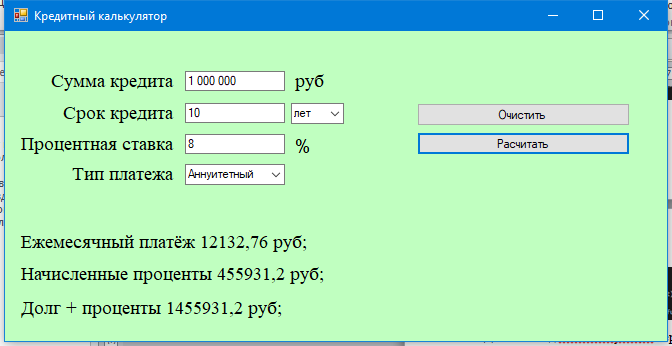 Кредитный калькулятор
Сумма кредита 1 000 000 руб
Срок кредита 10 лет
Очистить
Процентная ставка 8 %
Расчитать
Тип платежа Аннуитетный
Ежемесячный платёж 12132,76 руб;
Начисленные проценты 455931,2 руб;
Долг + проценты 1455931,2 руб;